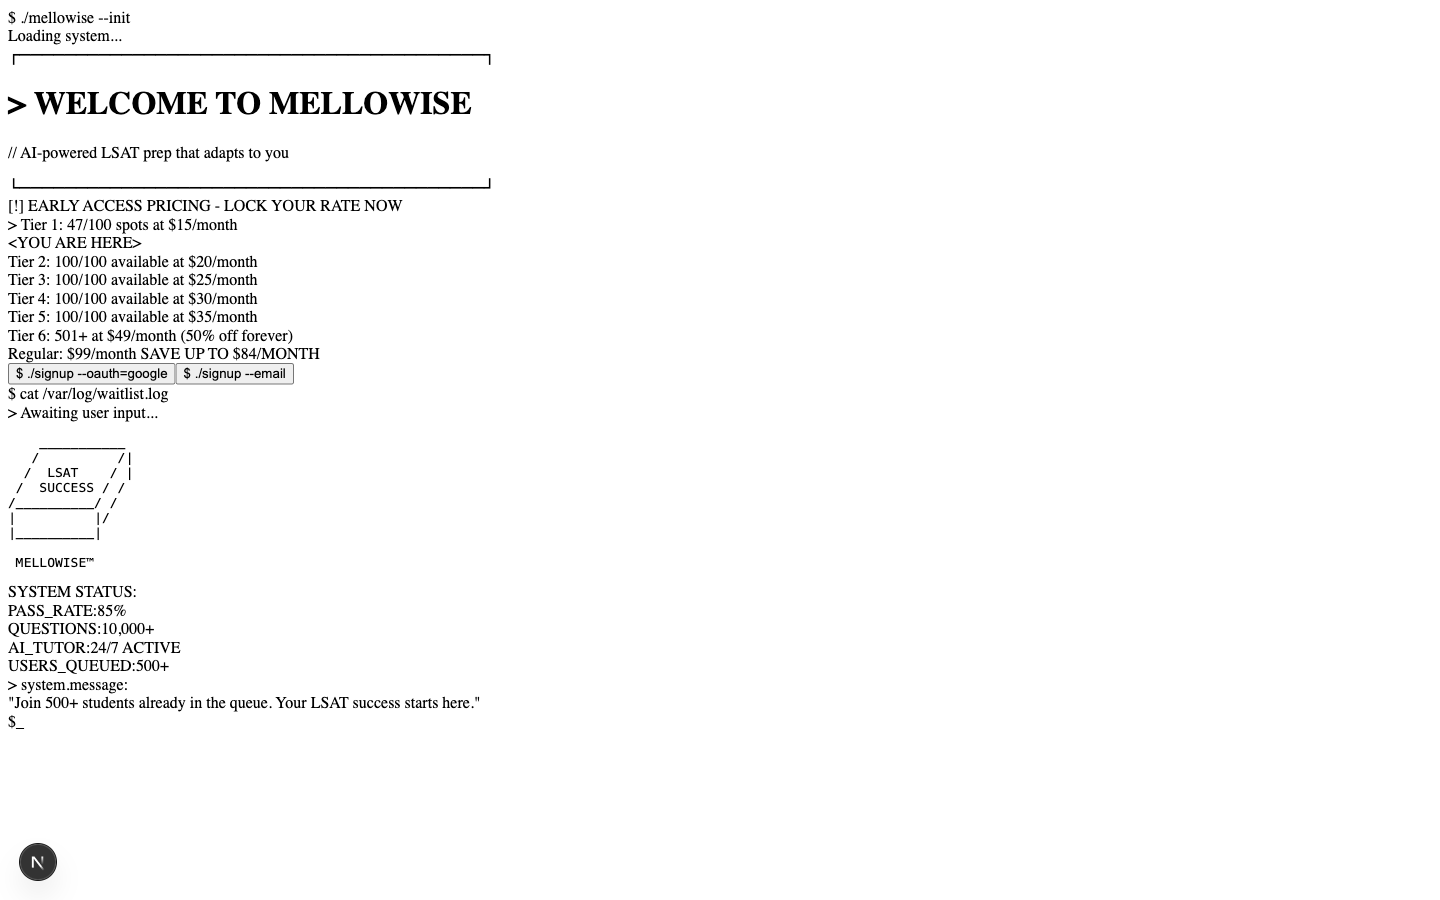 $ ./mellowise --init
Loading system...
┌─────────────────────────────────────────┐
> WELCOME TO MELLOWISE
// AI-powered LSAT prep that adapts to you
└─────────────────────────────────────────┘
[!] EARLY ACCESS PRICING - LOCK YOUR RATE NOW
> Tier 1: 47/100 spots at $15/month
<YOU ARE HERE>
Tier 2: 100/100 available at $20/month
Tier 3: 100/100 available at $25/month
Tier 4: 100/100 available at $30/month
Tier 5: 100/100 available at $35/month
Tier 6: 501+ at $49/month (50% off forever)
Regular: $99/month SAVE UP TO $84/MONTH
$ ./signup --oauth=google $ ./signup --email
$ cat /var/log/waitlist.log
> Awaiting user input...
LSAT
SUCCESS
MELLOWISE™
SYSTEM STATUS:
PASS_RATE:85%
QUESTIONS:10,000+
AI_TUTOR:24/7 ACTIVE
USERS_QUEUED:500+
> system.message:
"Join 500+ students already in the queue. Your LSAT success starts here."
$_
N